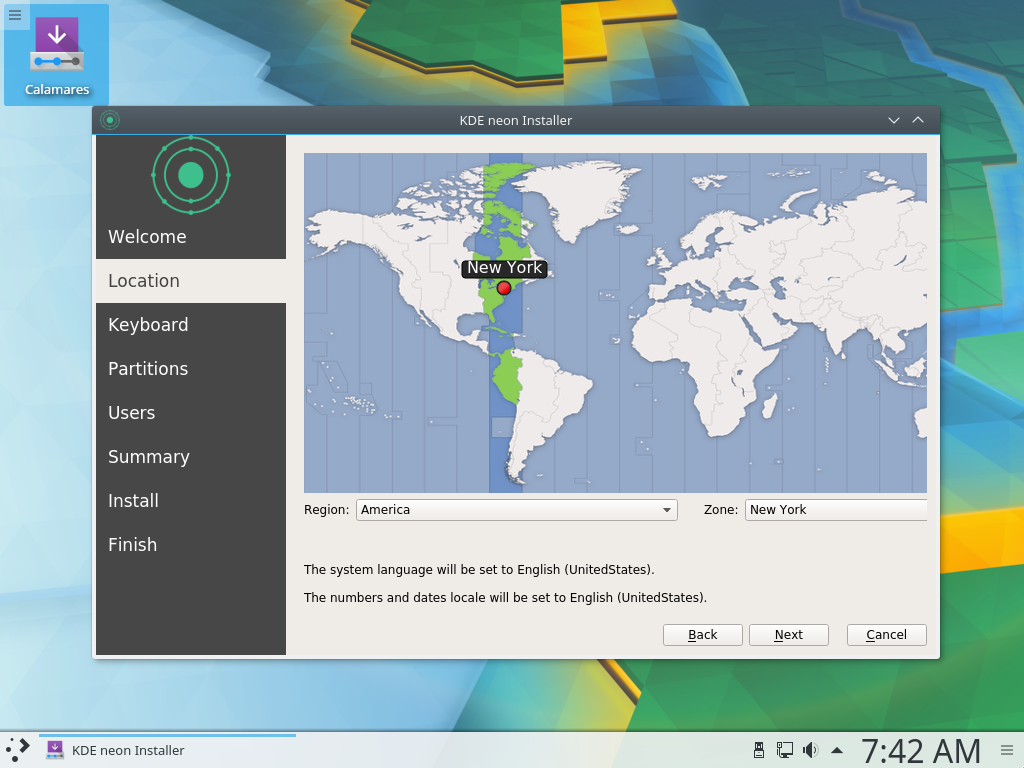 Calamares
KDE neon Installer
Welcome
Location
Keyboard
Partitions
Users
Summary
Install
Finish
New York
Region: America Zone: New York
The system language will be set to English (UnitedStates).
The numbers and dates locale will be set to English (UnitedStates).
Back Next Cancel
KDE neon Installer 7:42 AM